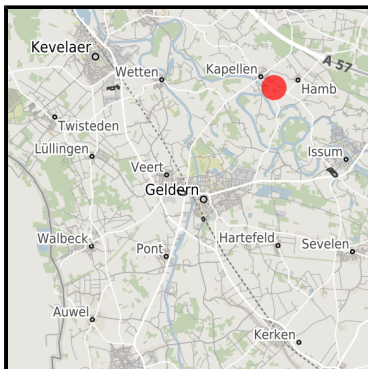 Kevelaer
Wetten
Kapellen
A 57
Hamb
Twisteden
Lüllingen
Issum
Veert
Geldern
Walbeck
Pont
Hartefeld
Sevelen
Auwel
Kerken